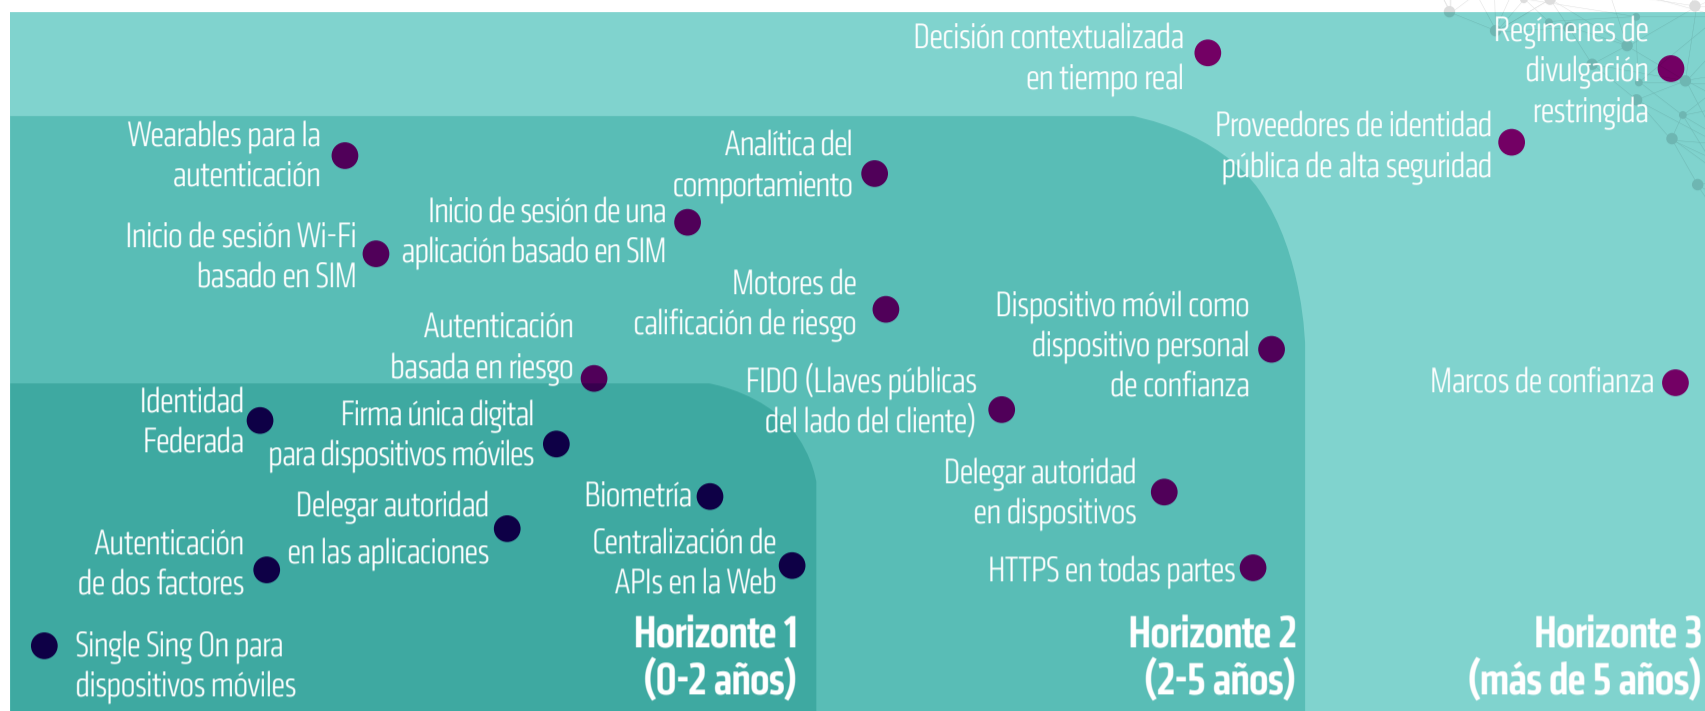 Decisión contextualizada
en tiempo real
Regímenes de
divulgación
restringida
Proveedores de identidad
pública de alta seguridad
Wearables para la
autenticación
Analítica del
comportamiento
Inicio de sesión de una
aplicación basado en SIM
Inicio de sesión Wi-Fi
basado en SIM
Motores de
calificación de riesgo
Dispositivo móvil como
dispositivo personal
de confianza
Autenticación
basada en riesgo
FIDO (Llaves públicas
del lado del cliente)
Marcos de confianza
Identidad
Federada
Firma única digital
para dispositivos móviles
Delegar autoridad
en dispositivos
Biometría
Delegar autoridad
en las aplicaciones
Autenticación
de dos factores
Centralización de
APIs en la Web
HTTPS en todas partes
Single Sing On para
dispositivos móviles
Horizonte 1
(0-2 años)
Horizonte 2
(2-5 años)
Horizonte 3
(más de 5 años)